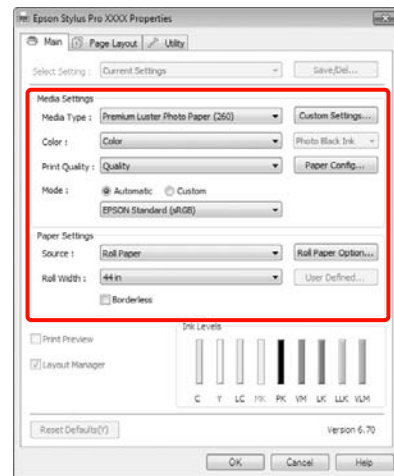 Epson Stylus Pro XXXX Properties
Main Page Layout Utility
Select Setting : Current Settings Save/Del...
Media Settings
Media Type : Premium Luster Photo Paper (260) Custom Settings...
Color : Color Photo Black Ink
Print Quality : Quality Paper Config...
Mode : Automatic Custom
EPSON Standard (sRGB)
Paper Settings
Source : Roll Paper Roll Paper Option...
Roll Width : 44 in User Defined...
Borderless
Print Preview
Layout Manager
Ink Levels
C Y LC MK PK VM LK LLK VLM
Reset Defaults(Y) Version 6.70
OK Cancel Help